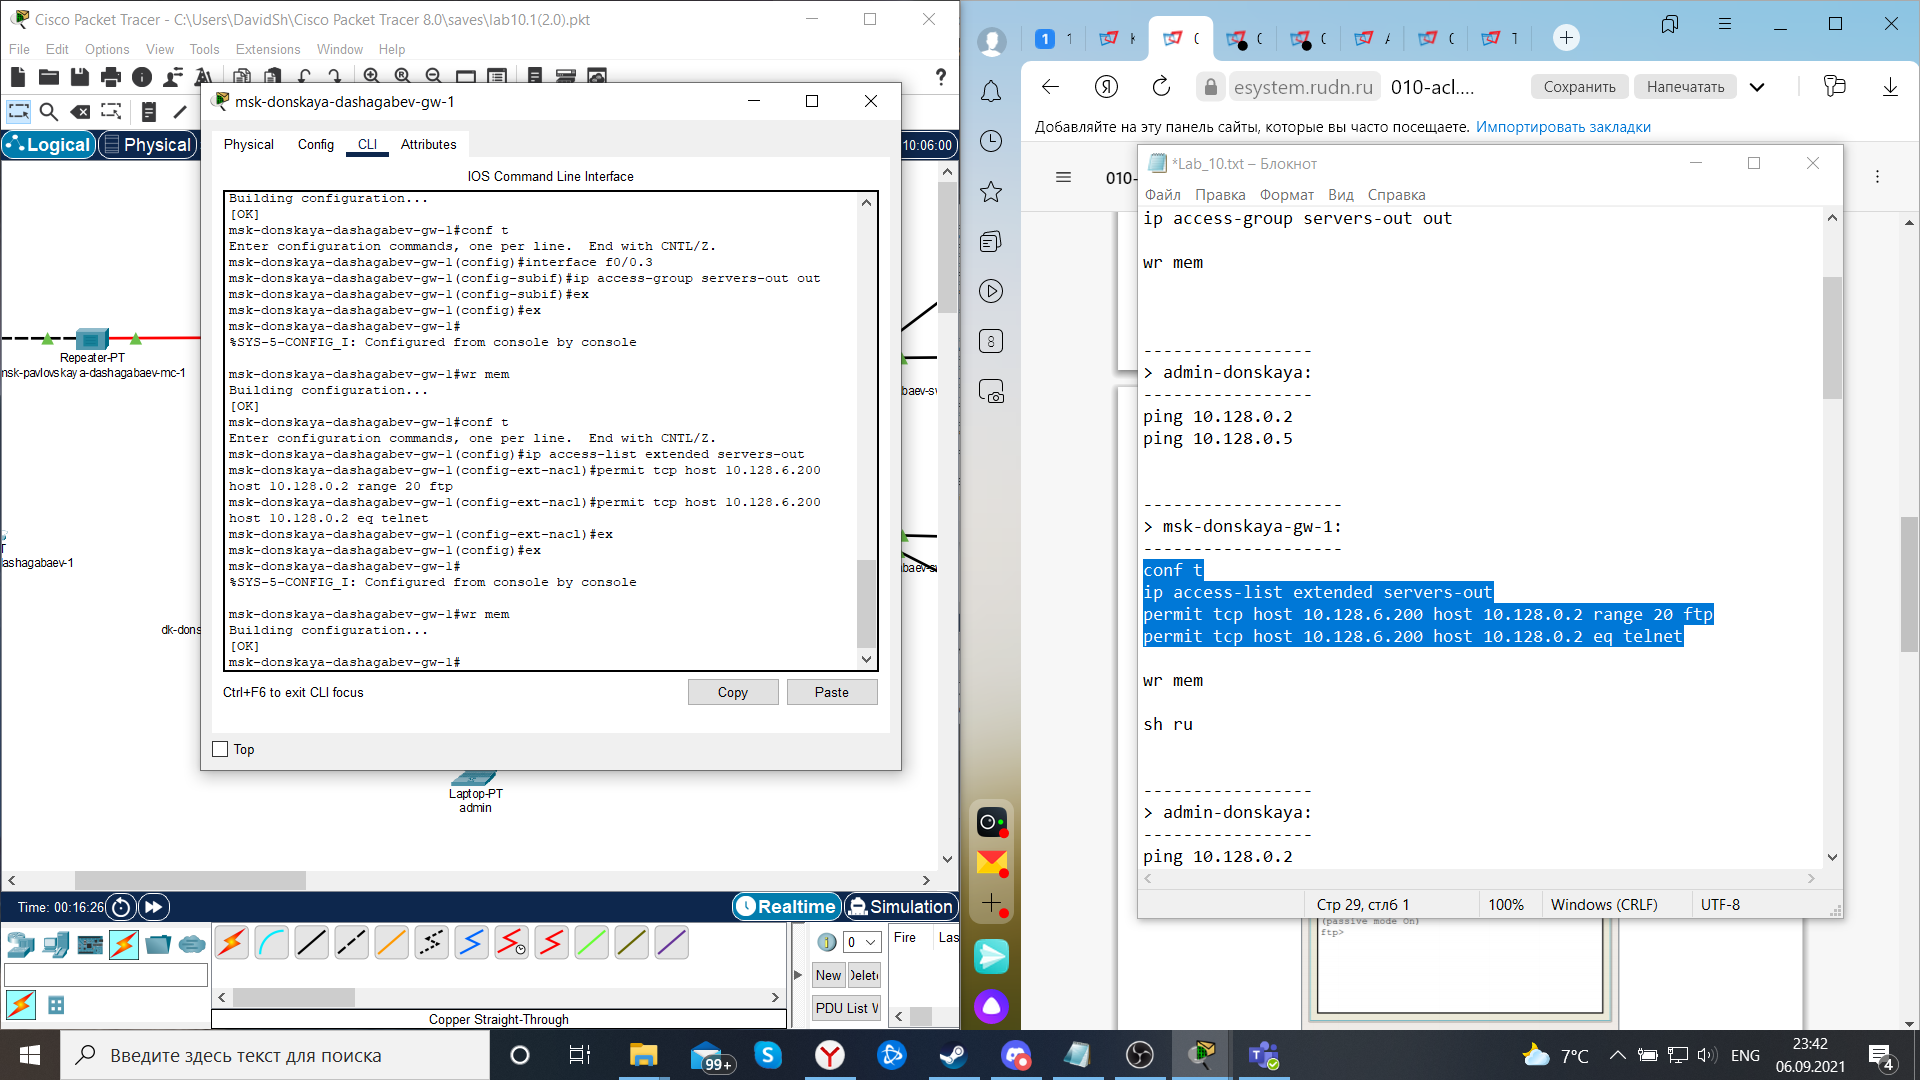 Cisco Packet Tracer - C:\Users\DavidSh\Cisco Packet Tracer 8.0\saves\lab10.1(2.0).pkt
File Edit Options View Tools Extensions Window Help
Logical
Physical
10:06:00
Repeater-PT
msk-pavlovskaya-dashagabaev-mc-1
ashagabaev-1
dk-dons
baev-sv
baev-sv
Laptop-PT
admin
msk-donskaya-dashagabev-gw-1
Physical Config CLI Attributes
IOS Command Line Interface
Building configuration...
[OK]
msk-donskaya-dashagabev-gw-1#conf t
Enter configuration commands, one per line. End with CNTL/Z.
msk-donskaya-dashagabev-gw-1(config)#interface f0/0.3
msk-donskaya-dashagabev-gw-1(config-subif)#ip access-group servers-out out
msk-donskaya-dashagabev-gw-1(config-subif)#ex
msk-donskaya-dashagabev-gw-1(config)#ex
msk-donskaya-dashagabev-gw-1#
%SYS-5-CONFIG_I: Configured from console by console
msk-donskaya-dashagabev-gw-1#wr mem
Building configuration...
[OK]
msk-donskaya-dashagabev-gw-1#conf t
Enter configuration commands, one per line. End with CNTL/Z.
msk-donskaya-dashagabev-gw-1(config)#ip access-list extended servers-out
msk-donskaya-dashagabev-gw-1(config-ext-nacl)#permit tcp host 10.128.6.200
host 10.128.0.2 range 20 ftp
msk-donskaya-dashagabev-gw-1(config-ext-nacl)#permit tcp host 10.128.6.200
host 10.128.0.2 eq telnet
msk-donskaya-dashagabev-gw-1(config-ext-nacl)#ex
msk-donskaya-dashagabev-gw-1(config)#ex
msk-donskaya-dashagabev-gw-1#
%SYS-5-CONFIG_I: Configured from console by console
msk-donskaya-dashagabev-gw-1#wr mem
Building configuration...
[OK]
msk-donskaya-dashagabev-gw-1#
Ctrl+F6 to exit CLI focus
Copy
Paste
Top
Time: 00:16:26
Realtime
Simulation
Copper Straight-Through
0
New
Delete
PDU List W
Fire Las
1
esystem.rudn.ru
010-acl....
Сохранить
Напечатать
Добавляйте на эту панель сайты, которые вы часто посещаете. Импортировать закладки
8
010-
*Lab_10.txt – Блокнот
Файл Правка Формат Вид Справка
ip access-group servers-out out
wr mem
-----------------
> admin-donskaya:
-----------------
ping 10.128.0.2
ping 10.128.0.5
--------------------
> msk-donskaya-gw-1:
--------------------
conf t
ip access-list extended servers-out
permit tcp host 10.128.6.200 host 10.128.0.2 range 20 ftp
permit tcp host 10.128.6.200 host 10.128.0.2 eq telnet
wr mem
sh ru
-----------------
> admin-donskaya:
-----------------
ping 10.128.0.2
Стр 29, стлб 1
100%
Windows (CRLF)
UTF-8
(passive mode On)
ftp>
Введите здесь текст для поиска
99+
7°C
ENG
23:42
06.09.2021
4